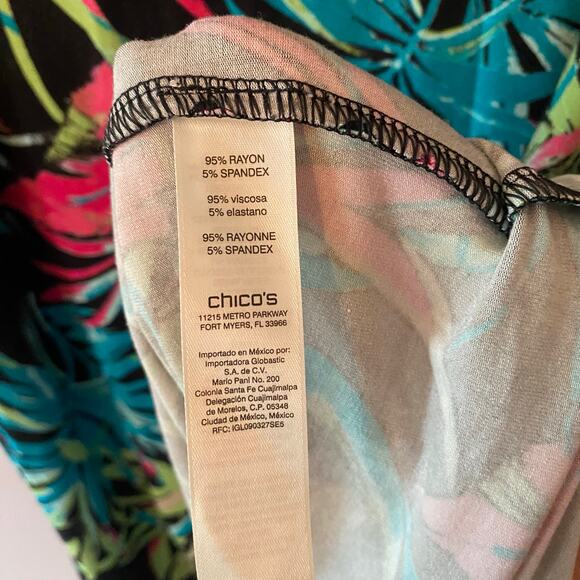 95% RAYON
5% SPANDEX
95% viscosa
5% elastano
95% RAYONNE
5% SPANDEX
chico's
11215 METRO PARKWAY
FORT MYERS, FL 33966
Importado en México por:
Importadora Globastic
S.A. de C.V.
Mario Pani No. 200
Colonia Santa Fe Cuajimalpa
Delegación Cuajimalpa
de Morelos, C.P. 05348
Ciudad de México, México
RFC: IGL090327SE5